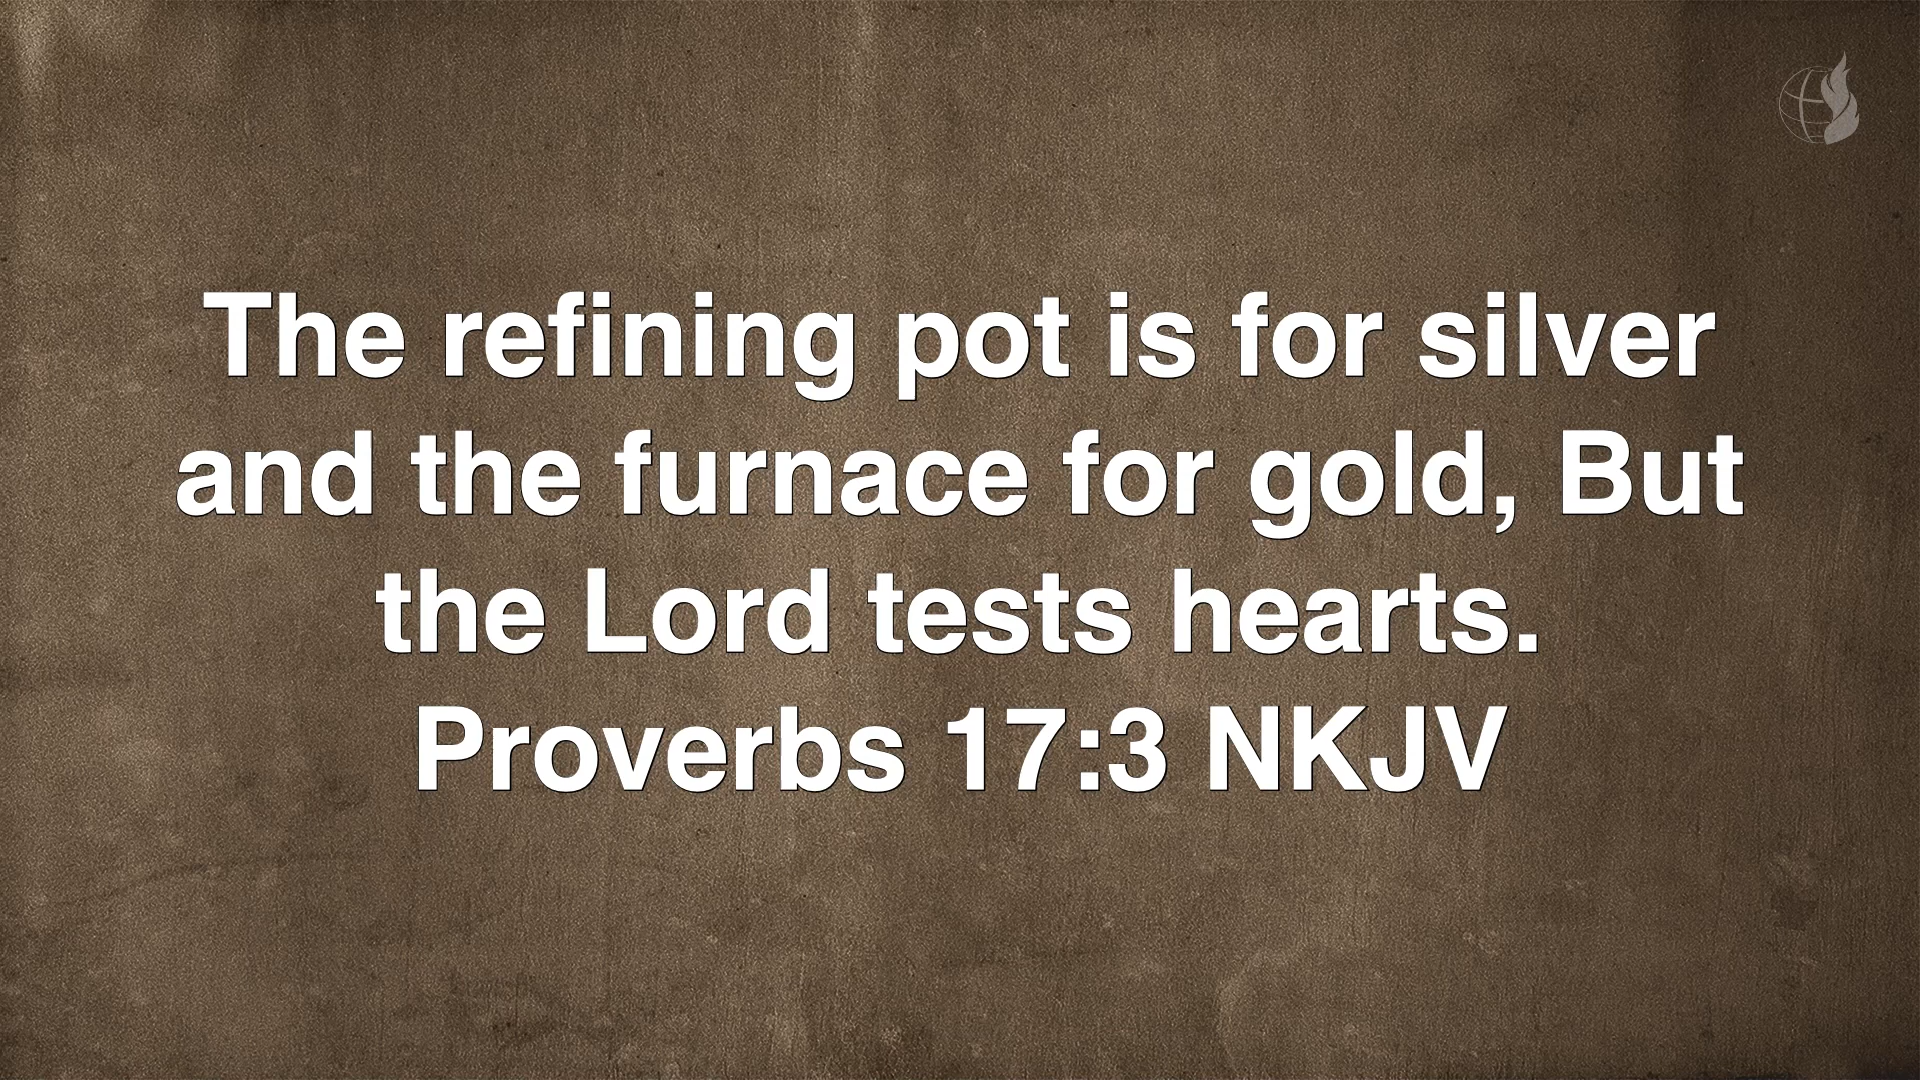 The refining pot is for silver
and the furnace for gold, But
the Lord tests hearts.
Proverbs 17:3 NKJV